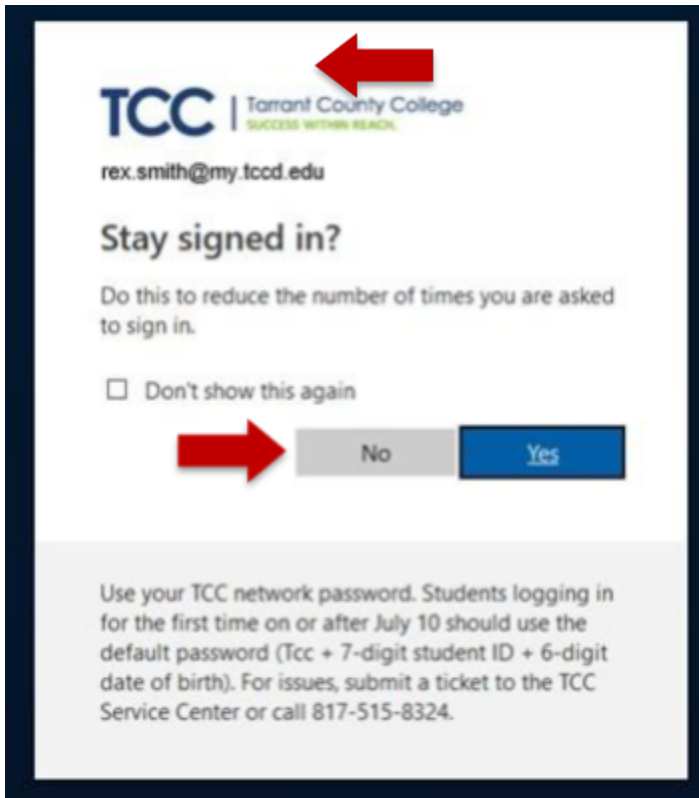 TCC | Tarrant County College
SUCCESS WITHIN REACH.
rex.smith@my.tccd.edu
Stay signed in?
Do this to reduce the number of times you are asked
to sign in.
Don't show this again
No Yes
Use your TCC network password. Students logging in
for the first time on or after July 10 should use the
default password (Tcc + 7-digit student ID + 6-digit
date of birth). For issues, submit a ticket to the TCC
Service Center or call 817-515-8324.